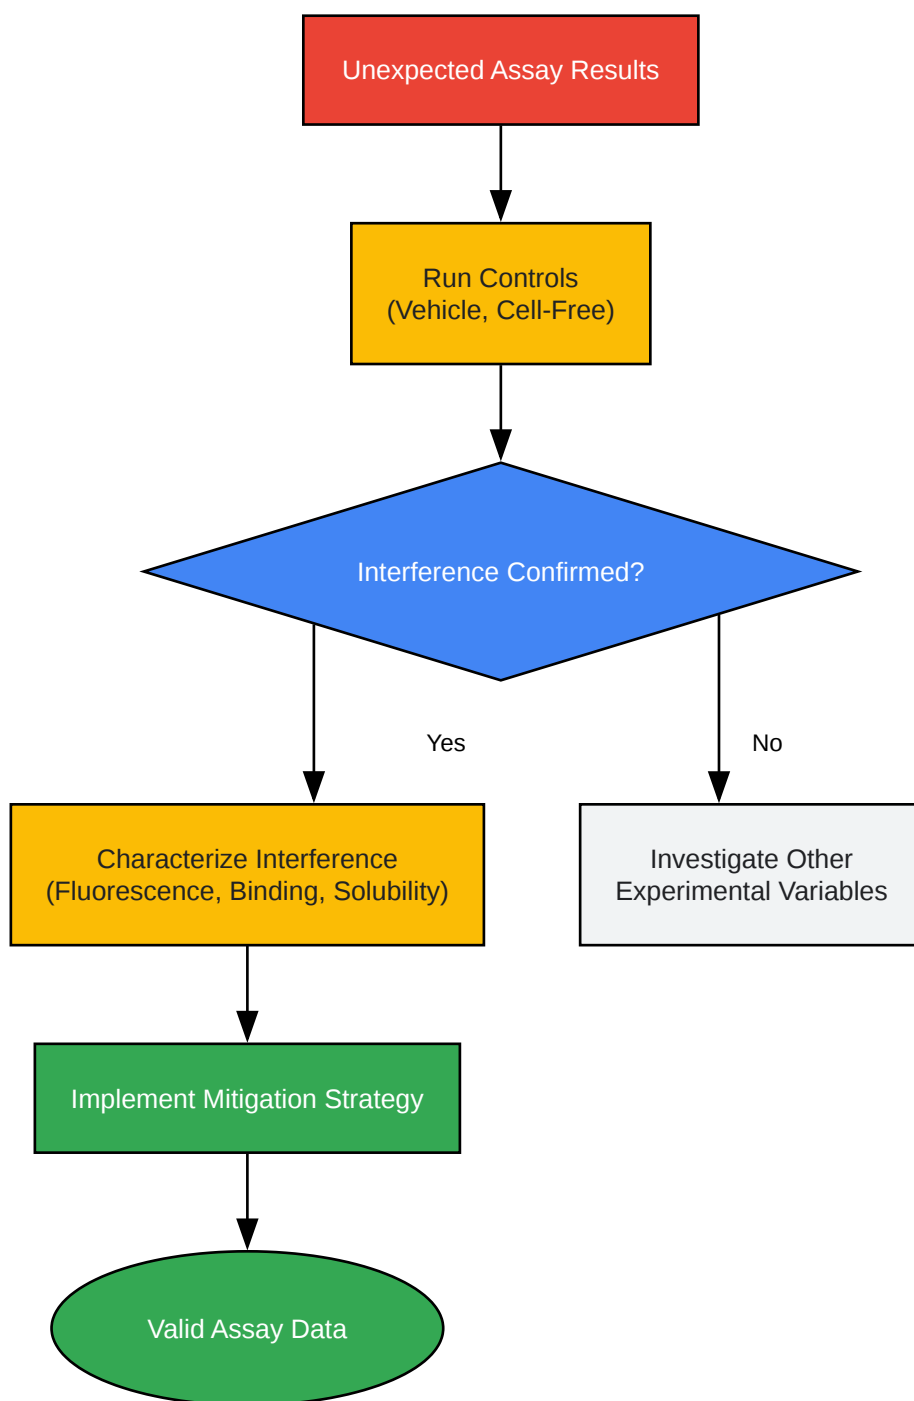 Unexpected Assay Results
Run Controls
(Vehicle, Cell-Free)
Interference Confirmed?
Yes
No
Characterize Interference
(Fluorescence, Binding, Solubility)
Investigate Other
Experimental Variables
Implement Mitigation Strategy
Valid Assay Data